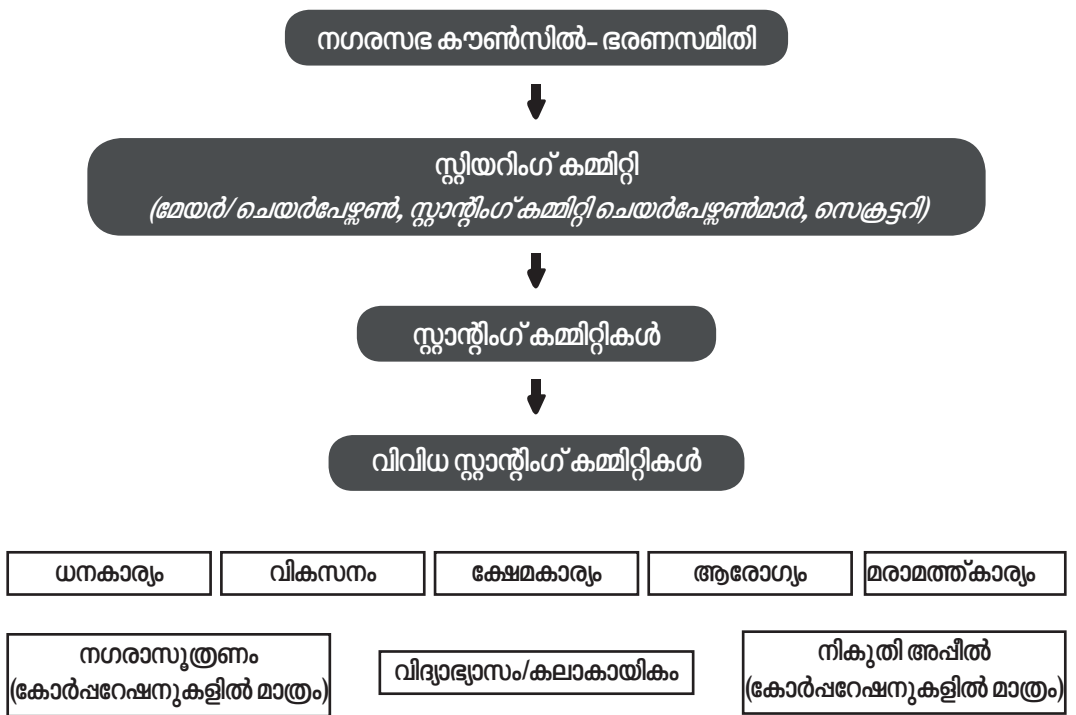 നഗരസഭ കൗൺസിൽ- ഭരണസമിതി
സ്റ്റിയറിംഗ് കമ്മിറ്റി
(മേയർ/ ചെയർപേഴ്സൺ, സ്റ്റാന്റിംഗ് കമ്മിറ്റി ചെയർപേഴ്സൺമാർ, സെക്രട്ടറി)
സ്റ്റാന്റിംഗ് കമ്മിറ്റികൾ
വിവിധ സ്റ്റാന്റിംഗ് കമ്മിറ്റികൾ
ധനകാര്യം
വികസനം
ക്ഷേമകാര്യം
ആരോഗ്യം
മരാമത്ത്കാര്യം
നഗരാസൂത്രണം
(കോർപ്പറേഷനുകളിൽ മാത്രം)
വിദ്യാഭ്യാസം/കലാകായികം
നികുതി അപ്പീൽ
(കോർപ്പറേഷനുകളിൽ മാത്രം)